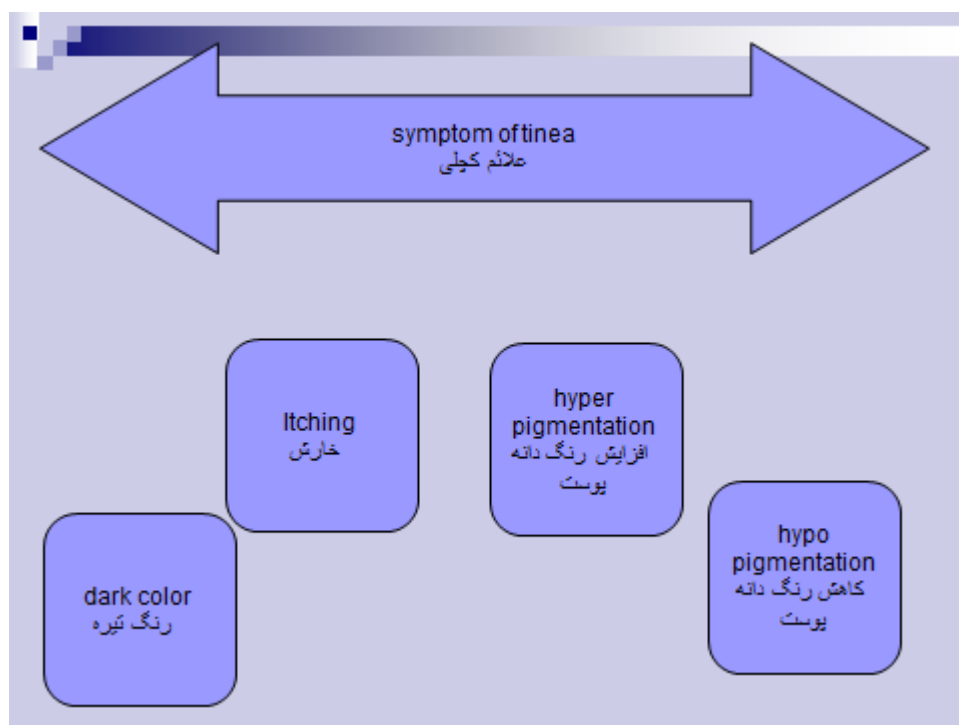 symptom of tinea
علائم کچلی
Itching
خارش
hyper
pigmentation
افزایش رنگ دانه
پوست
hypo
pigmentation
کاهش رنگ دانه
پوست
dark color
رنگ تیره